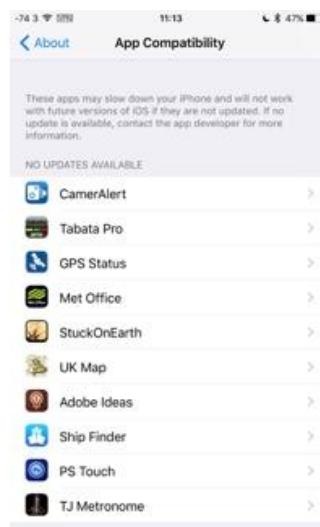 -74 3
11:13
47%
About
App Compatibility
These apps may slow down your iPhone and will not work
with future versions of iOS if they are not updated. If no
update is available, contact the app developer for more
information.
NO UPDATES AVAILABLE
CamerAlert
Tabata Pro
GPS Status
Met Office
StuckOnEarth
UK Map
Adobe Ideas
Ship Finder
PS Touch
TJ Metronome